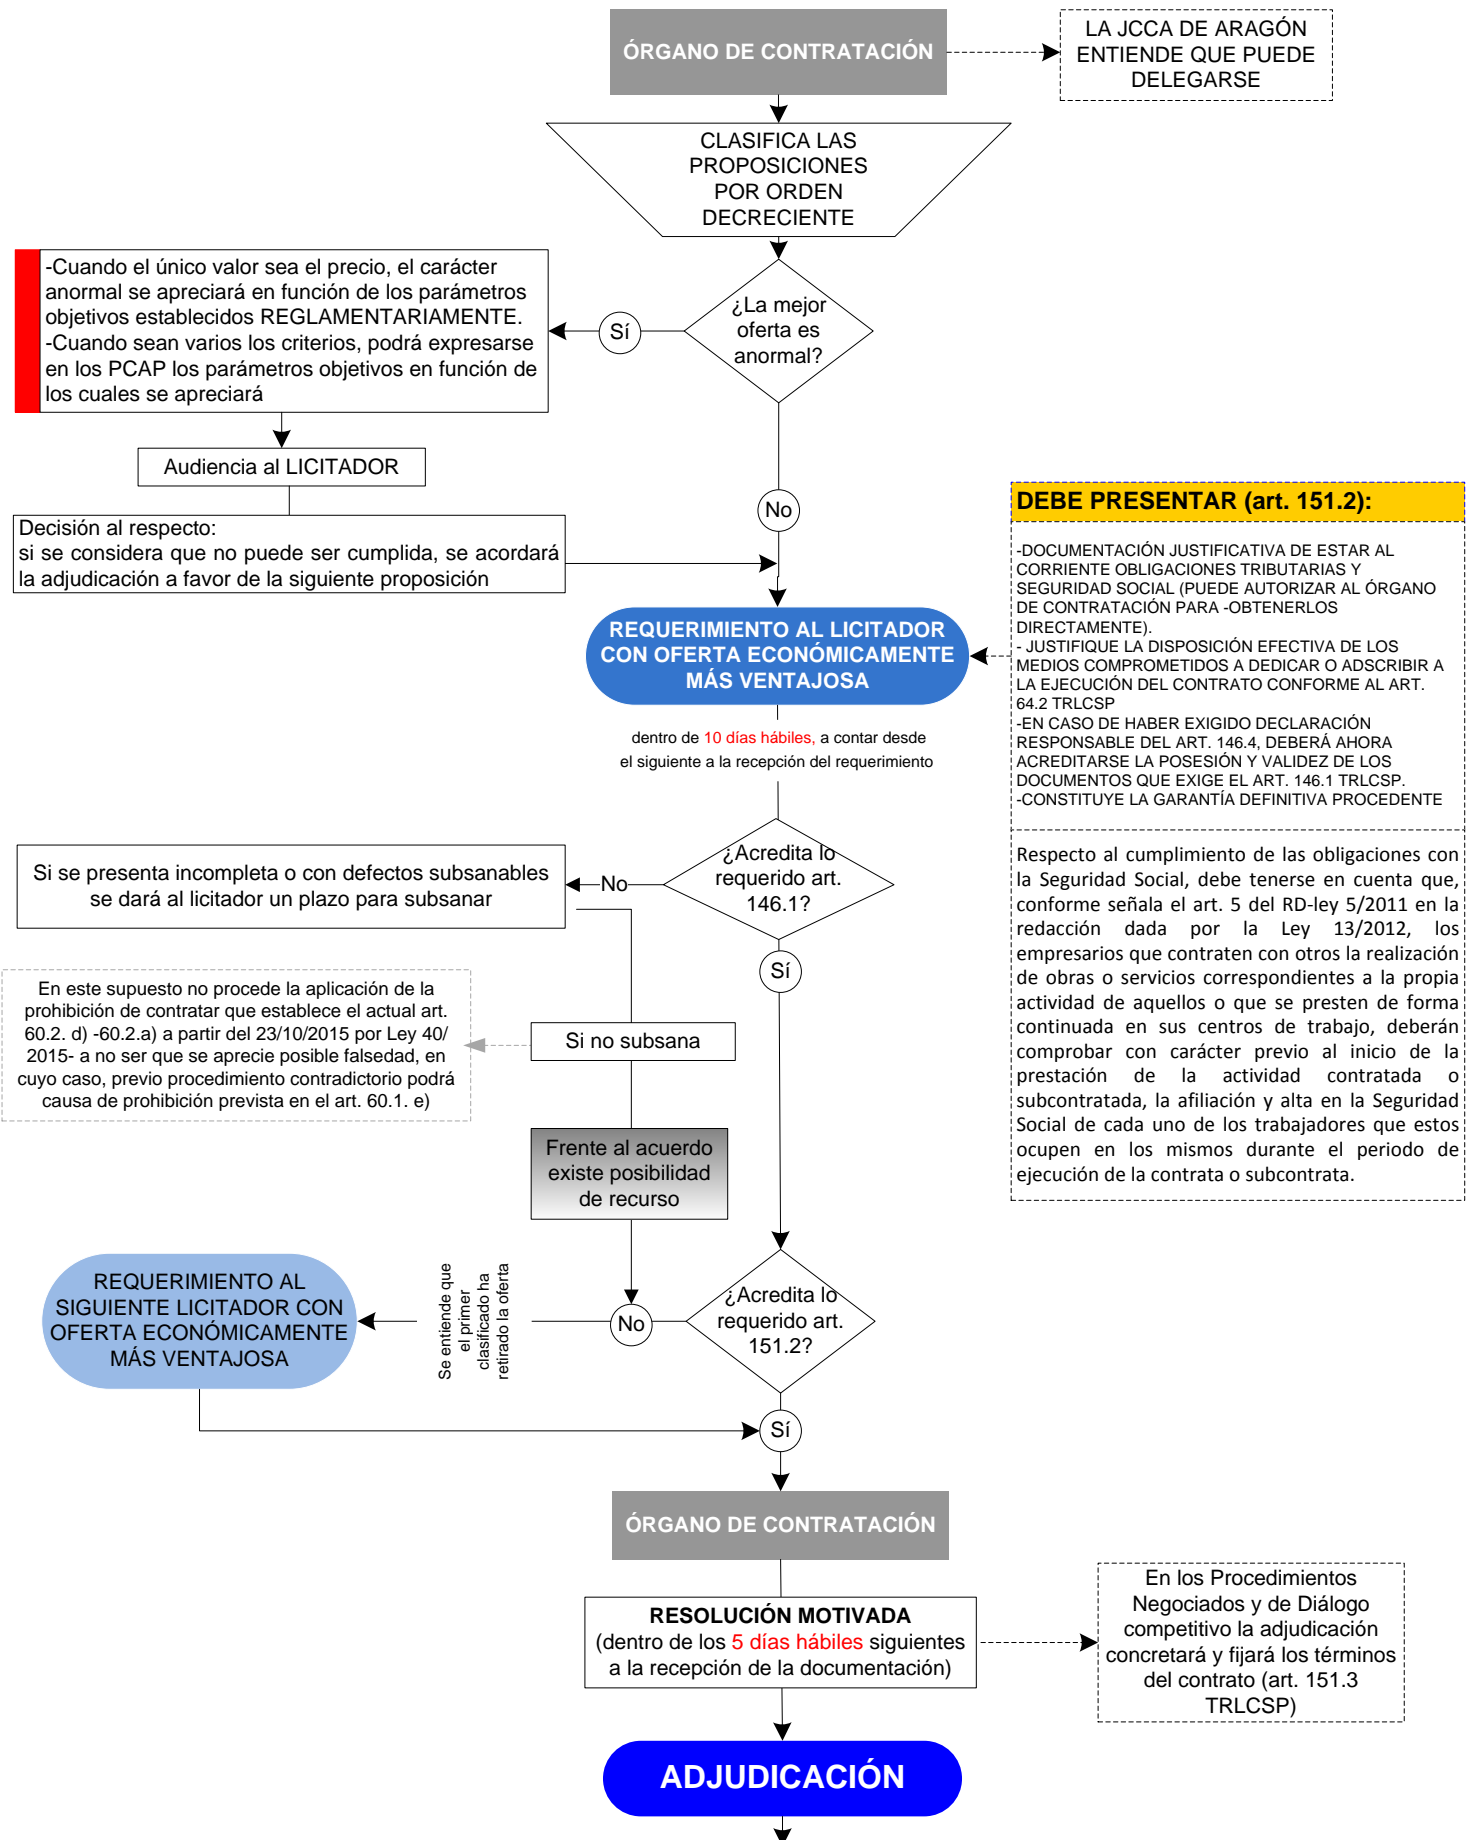 ÓRGANO DE CONTRATACIÓN
LA JCCA DE ARAGÓN
ENTIENDE QUE PUEDE
DELEGARSE
CLASIFICA LAS
PROPOSICIONES
POR ORDEN
DECRECIENTE
-Cuando el único valor sea el precio, el carácter
anormal se apreciará en función de los parámetros
objetivos establecidos REGLAMENTARIAMENTE.
-Cuando sean varios los criterios, podrá expresarse
en los PCAP los parámetros objetivos en función de
los cuales se apreciará
Sí
¿La mejor
oferta es
anormal?
Audiencia al LICITADOR
No
Decisión al respecto:
si se considera que no puede ser cumplida, se acordará
la adjudicación a favor de la siguiente proposición
DEBE PRESENTAR (art. 151.2):
-DOCUMENTACIÓN JUSTIFICATIVA DE ESTAR AL
CORRIENTE OBLIGACIONES TRIBUTARIAS Y
SEGURIDAD SOCIAL (PUEDE AUTORIZAR AL ÓRGANO
DE CONTRATACIÓN PARA -OBTENERLOS
DIRECTAMENTE).
- JUSTIFIQUE LA DISPOSICIÓN EFECTIVA DE LOS
MEDIOS COMPROMETIDOS A DEDICAR O ADSCRIBIR A
LA EJECUCIÓN DEL CONTRATO CONFORME AL ART.
64.2 TRLCSP
-EN CASO DE HABER EXIGIDO DECLARACIÓN
RESPONSABLE DEL ART. 146.4, DEBERÁ AHORA
ACREDITARSE LA POSESIÓN Y VALIDEZ DE LOS
DOCUMENTOS QUE EXIGE EL ART. 146.1 TRLCSP.
-CONSTITUYE LA GARANTÍA DEFINITIVA PROCEDENTE
Respecto al cumplimiento de las obligaciones con
la Seguridad Social, debe tenerse en cuenta que,
conforme señala el art. 5 del RD-ley 5/2011 en la
redacción dada por la Ley 13/2012, los
empresarios que contraten con otros la realización
de obras o servicios correspondientes a la propia
actividad de aquellos o que se presten de forma
continuada en sus centros de trabajo, deberán
comprobar con carácter previo al inicio de la
prestación de la actividad contratada o
subcontratada, la afiliación y alta en la Seguridad
Social de cada uno de los trabajadores que estos
ocupen en los mismos durante el periodo de
ejecución de la contrata o subcontrata.
REQUERIMIENTO AL LICITADOR
CON OFERTA ECONÓMICAMENTE
MÁS VENTAJOSA
dentro de 10 días hábiles, a contar desde
el siguiente a la recepción del requerimiento
¿Acredita lo
requerido art.
146.1?
No
Si se presenta incompleta o con defectos subsanables
se dará al licitador un plazo para subsanar
Sí
En este supuesto no procede la aplicación de la
prohibición de contratar que establece el actual art.
60.2. d) -60.2.a) a partir del 23/10/2015 por Ley 40/
2015- a no ser que se aprecie posible falsedad, en
cuyo caso, previo procedimiento contradictorio podrá
causa de prohibición prevista en el art. 60.1. e)
Si no subsana
Frente al acuerdo
existe posibilidad
de recurso
REQUERIMIENTO AL
SIGUIENTE LICITADOR CON
OFERTA ECONÓMICAMENTE
MÁS VENTAJOSA
Se entiende que
el primer
clasificado ha
retirado la oferta
No
¿Acredita lo
requerido art.
151.2?
Sí
ÓRGANO DE CONTRATACIÓN
RESOLUCIÓN MOTIVADA
(dentro de los 5 días hábiles siguientes
a la recepción de la documentación)
En los Procedimientos
Negociados y de Diálogo
competitivo la adjudicación
concretará y fijará los términos
del contrato (art. 151.3
TRLCSP)
ADJUDICACIÓN